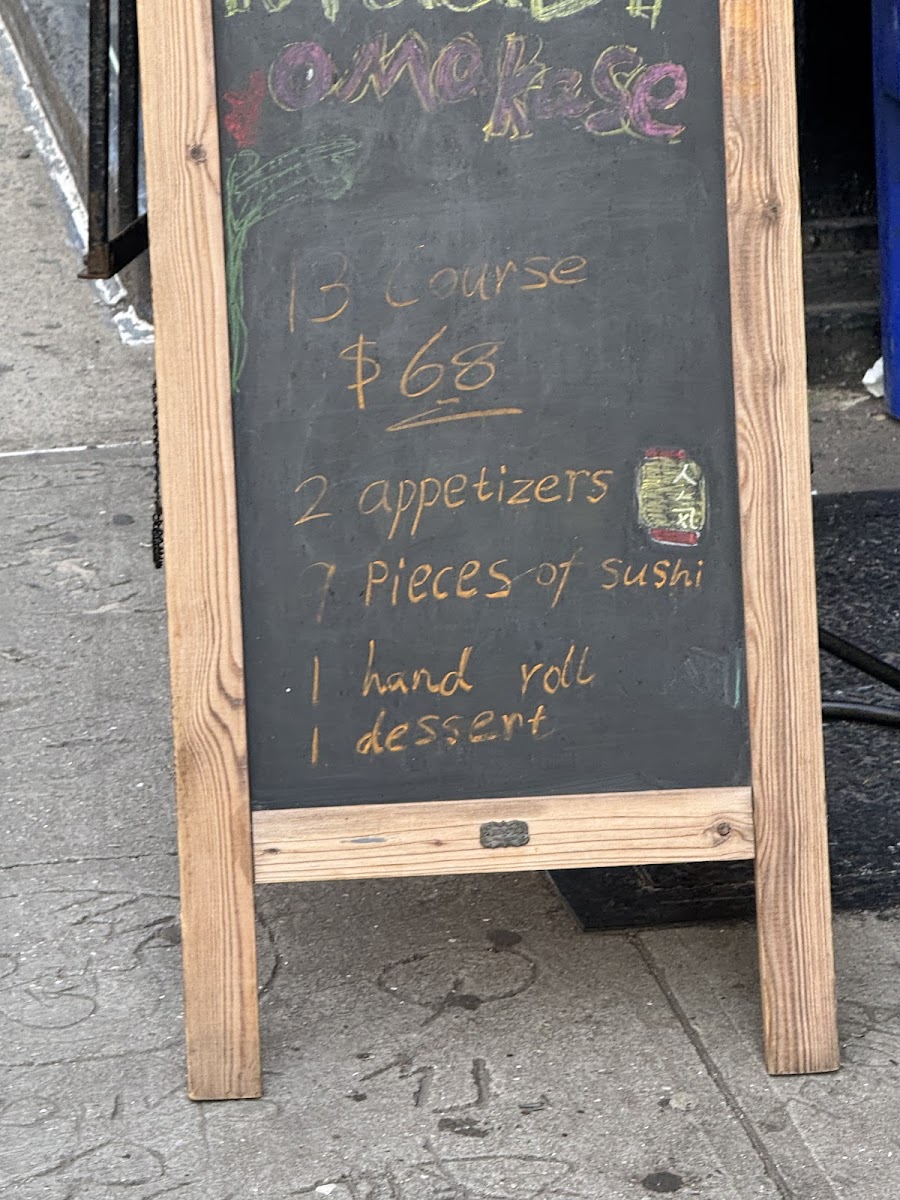 omakase
13 Course
$68
2 appetizers
7 Pieces of sushi
1 hand roll
1 dessert